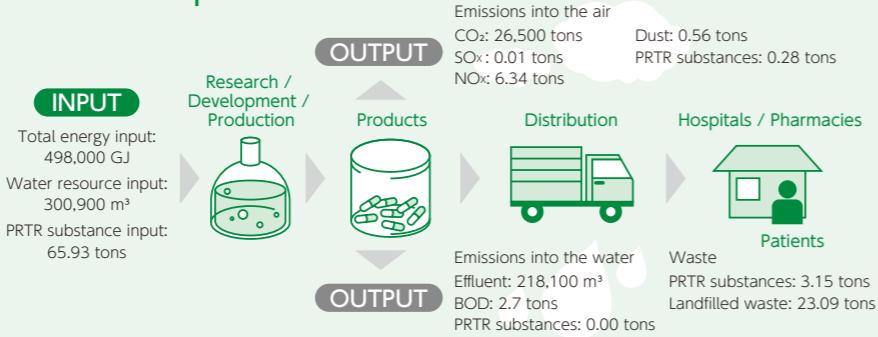 Emissions into the air
CO₂: 26,500 tons
SOx: 0.01 tons
NOx: 6.34 tons
Dust: 0.56 tons
PRTR substances: 0.28 tons
OUTPUT
INPUT
Total energy input:
498,000 GJ
Water resource input:
300,900 m³
PRTR substance input:
65.93 tons
Research /
Development /
Production
Products
Distribution
Hospitals / Pharmacies
Patients
OUTPUT
Emissions into the water
Effluent: 218,100 m³
BOD: 2.7 tons
PRTR substances: 0.00 tons
Waste
PRTR substances: 3.15 tons
Landfilled waste: 23.09 tons